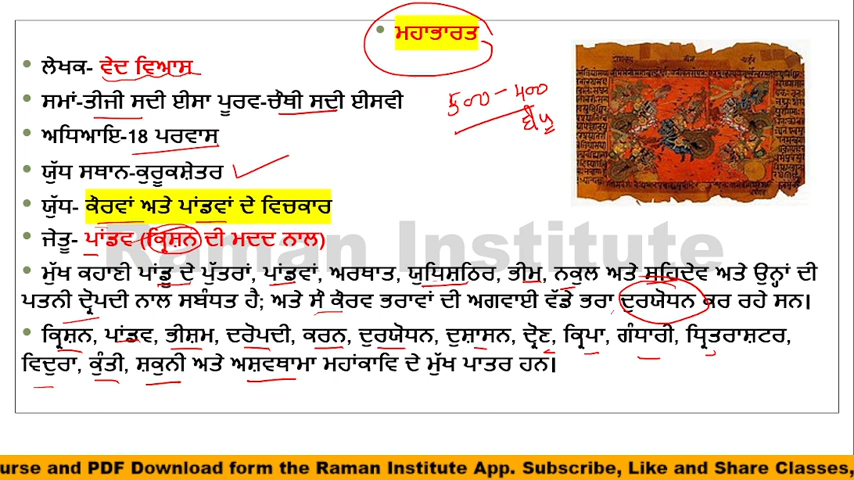 ਮਹਾਭਾਰਤ
ਲੇਖਕ- ਵੇਦ ਵਿਆਸ
ਸਮਾਂ-ਤੀਜੀ ਸਦੀ ਈਸਾ ਪੂਰਵ-ਚੌਥੀ ਸਦੀ ਈਸਵੀ
500-400
ਅਧਿਆਇ-18 ਪਰਵਾਸ
ਯੁੱਧ ਸਥਾਨ-ਕੁਰੂਕਸ਼ੇਤਰ
ਯੁੱਧ- ਕੌਰਵਾਂ ਅਤੇ ਪਾਂਡਵਾਂ ਦੇ ਵਿਚਕਾਰ
ਜੇਤੂ- ਪਾਂਡਵ (ਕ੍ਰਿਸ਼ਨ ਦੀ ਮਦਦ ਨਾਲ)
Raman Institute
ਮੁੱਖ ਕਹਾਣੀ ਪਾਂਡੂ ਦੇ ਪੁੱਤਰਾਂ, ਪਾਂਡਵਾਂ, ਅਰਥਾਤ, ਯੁਧਿਸ਼ਠਿਰ, ਭੀਮ, ਨਕੁਲ ਅਤੇ ਸਹਿਦੇਵ ਅਤੇ ਉਨ੍ਹਾਂ ਦੀ
ਪਤਨੀ ਦ੍ਰੋਪਦੀ ਨਾਲ ਸਬੰਧਤ ਹੈ; ਅਤੇ ਸੌ ਕੌਰਵ ਭਰਾਵਾਂ ਦੀ ਅਗਵਾਈ ਵੱਡੇ ਭਰਾ ਦੁਰਯੋਧਨ ਕਰ ਰਹੇ ਸਨ।
ਕ੍ਰਿਸ਼ਨ, ਪਾਂਡਵ, ਭੀਸ਼ਮ, ਦਰੋਪਦੀ, ਕਰਨ, ਦੁਰਯੋਧਨ, ਦੁਸ਼ਾਸਨ, ਦ੍ਰੋਣ, ਕ੍ਰਿਪਾ, ਗੰਧਾਰੀ, ਧ੍ਰਿਤਰਾਸ਼ਟਰ,
ਵਿਦੁਰਾ, ਕੁੰਤੀ, ਸ਼ਕੁਨੀ ਅਤੇ ਅਸ਼ਵਥਾਮਾ ਮਹਾਂਕਾਵਿ ਦੇ ਮੁੱਖ ਪਾਤਰ ਹਨ।
urse and PDF Download form the Raman Institute App. Subscribe, Like and Share Classes,